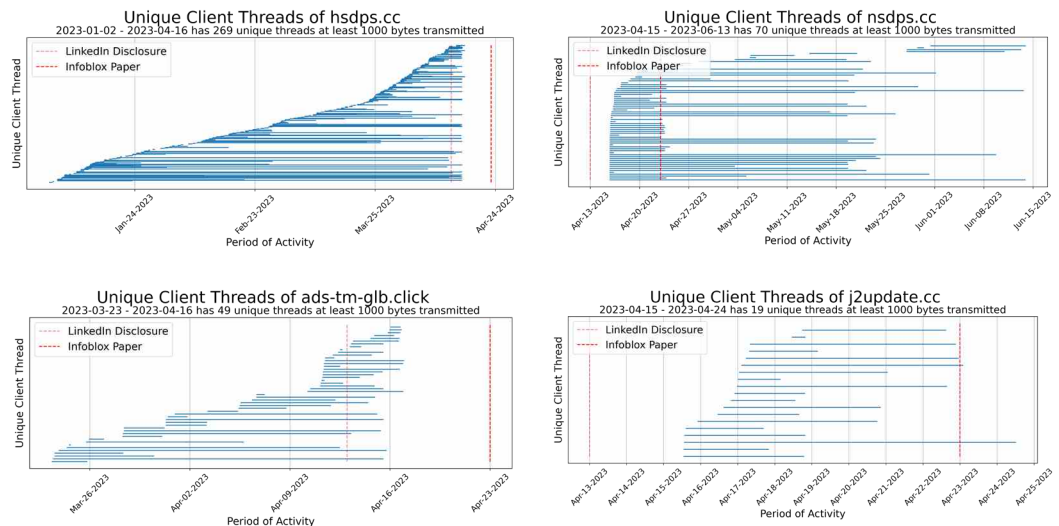 Unique Client Threads of hsdps.cc
2023-01-02 - 2023-04-16 has 269 unique threads at least 1000 bytes transmitted
LinkedIn Disclosure
Infoblox Paper
Unique Client Thread
Jan-24-2023
Feb-23-2023
Mar-25-2023
Apr-24-2023
Period of Activity
Unique Client Threads of nsdps.cc
2023-04-15 - 2023-06-13 has 70 unique threads at least 1000 bytes transmitted
LinkedIn Disclosure
Infoblox Paper
Unique Client Thread
Apr-13-2023
Apr-20-2023
Apr-27-2023
May-04-2023
May-11-2023
May-18-2023
May-25-2023
Jun-01-2023
Jun-08-2023
Jun-15-2023
Period of Activity
Unique Client Threads of ads-tm-glb.click
2023-03-23 - 2023-04-16 has 49 unique threads at least 1000 bytes transmitted
LinkedIn Disclosure
Infoblox Paper
Unique Client Thread
Mar-26-2023
Apr-02-2023
Apr-09-2023
Apr-16-2023
Apr-23-2023
Period of Activity
Unique Client Threads of j2update.cc
2023-04-15 - 2023-04-24 has 19 unique threads at least 1000 bytes transmitted
LinkedIn Disclosure
Infoblox Paper
Unique Client Thread
Apr-13-2023
Apr-14-2023
Apr-15-2023
Apr-16-2023
Apr-17-2023
Apr-18-2023
Apr-19-2023
Apr-20-2023
Apr-21-2023
Apr-22-2023
Apr-23-2023
Apr-24-2023
Apr-25-2023
Period of Activity